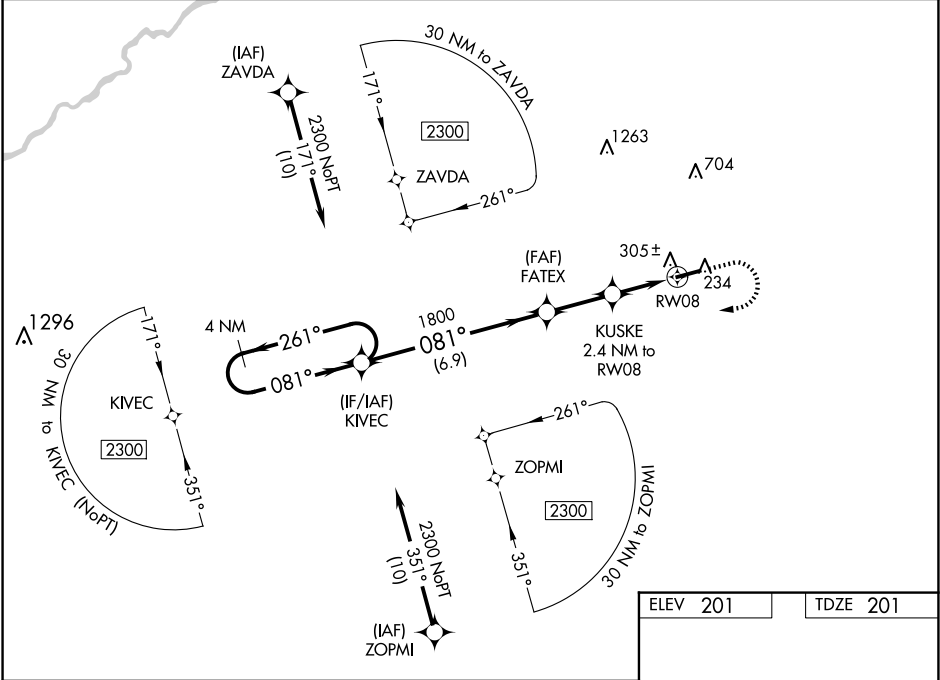 (IAF)
ZAVDA
2300 NoPT
171°
(10)
30 NM to ZAVDA
171°
2300
ZAVDA
261°
1263
704
(FAF)
FATEX
305±
234
RW08
KUSKE
2.4 NM to
RW08
1296
4 NM
261°
081°
1800
081°
(6.9)
(IF/IAF)
KIVEC
171°
KIVEC
2300
351°
30 NM to KIVEC (NoPT)
261°
ZOPMI
2300
351°
30 NM to ZOPMI
2300 NoPT
351°
(10)
(IAF)
ZOPMI
ELEV 201
TDZE 201